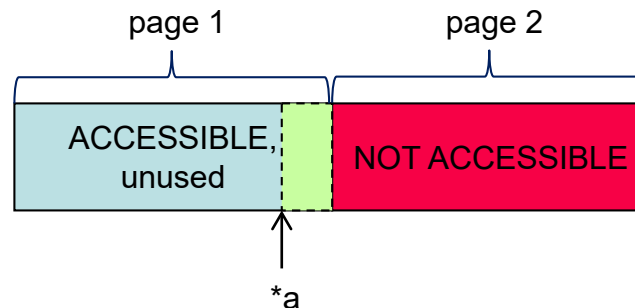 page 1
page 2
ACCESSIBLE,
unused
NOT ACCESSIBLE
*a